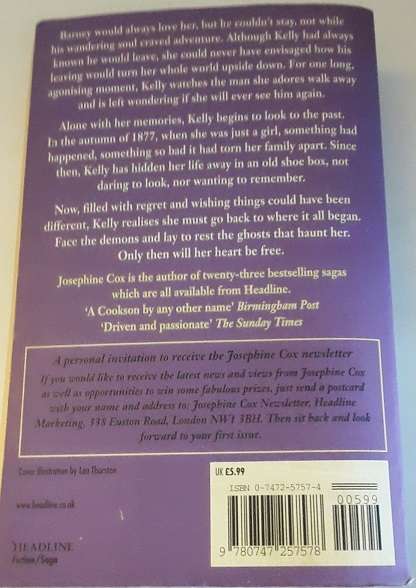 Barney would always love her, but he couldn't stay, not while
his wandering soul craved adventure. Although Kelly had always
known he would leave, she could never have envisaged how his
leaving would turn her whole world upside down. For one long,
agonising moment, Kelly watches the man she adores walk away
and is left wondering if she will ever see him again.
Alone with her memories, Kelly begins to look to the past.
In the autumn of 1877, when she was just a girl, something had
happened, something so bad it had torn her family apart. Since
then, Kelly has hidden her life away in an old shoe box, not
daring to look, nor wanting to remember.
Now, filled with regret and wishing things could have been
different, Kelly realises she must go back to where it all began.
Face the demons and lay to rest the ghosts that haunt her.
Only then will her heart be free.
Josephine Cox is the author of twenty-three bestselling sagas
which are all available from Headline.
'A Cookson by any other name' Birmingham Post
'Driven and passionate' The Sunday Times
A personal invitation to receive the Josephine Cox newsletter
If you would like to receive the latest news and views from Josephine Cox
as well as opportunities to win some fabulous prizes, just send a postcard
with your name and address to: Josephine Cox Newsletter, Headline
Marketing, 338 Euston Road, London NW1 3BH. Then sit back and look
forward to your first issue.
Cover illustration by Len Thurston
www.headline.co.uk
HEADLINE
Fiction/Saga
UK £5.99
ISBN 0-7472-5757-4
00599
9 780747 257578